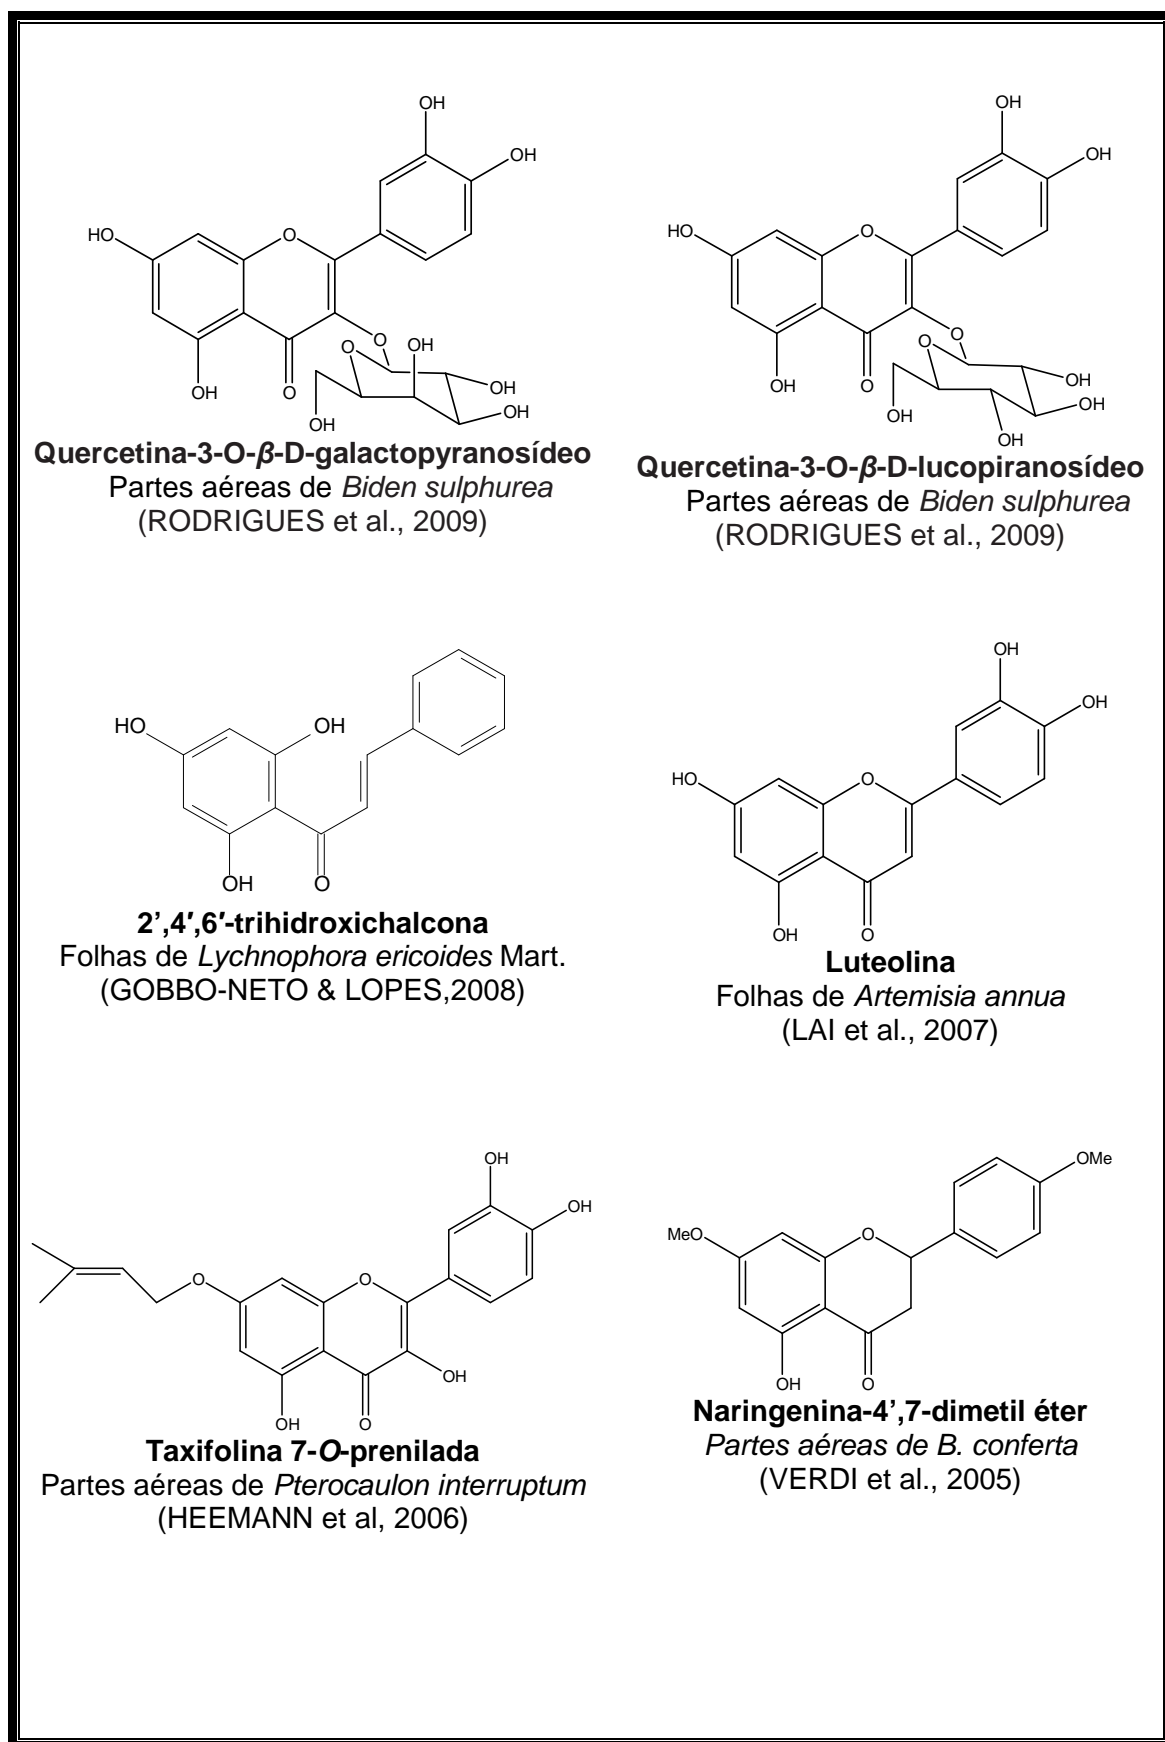 OH
OH
HO
O
O
OH
O
OH
O
OH
OH
OH
Quercetina-3-O-β-D-galactopyranosídeo
Partes aéreas de Biden sulphurea
(RODRIGUES et al., 2009)
OH
OH
HO
O
O
O
OH
O
OH
OH
OH
OH
Quercetina-3-O-β-D-lucopiranosídeo
Partes aéreas de Biden sulphurea
(RODRIGUES et al., 2009)
HO
OH
OH
O
2’,4′,6′-trihidroxichalcona
Folhas de Lychnophora ericoides Mart.
(GOBBO-NETO & LOPES,2008)
OH
OH
HO
O
OH
O
Luteolina
Folhas de Artemisia annua
(LAI et al., 2007)
OH
OH
O
O
OH
OH
O
Taxifolina 7-O-prenilada
Partes aéreas de Pterocaulon interruptum
(HEEMANN et al, 2006)
OMe
MeO
O
OH
O
Naringenina-4’,7-dimetil éter
Partes aéreas de B. conferta
(VERDI et al., 2005)